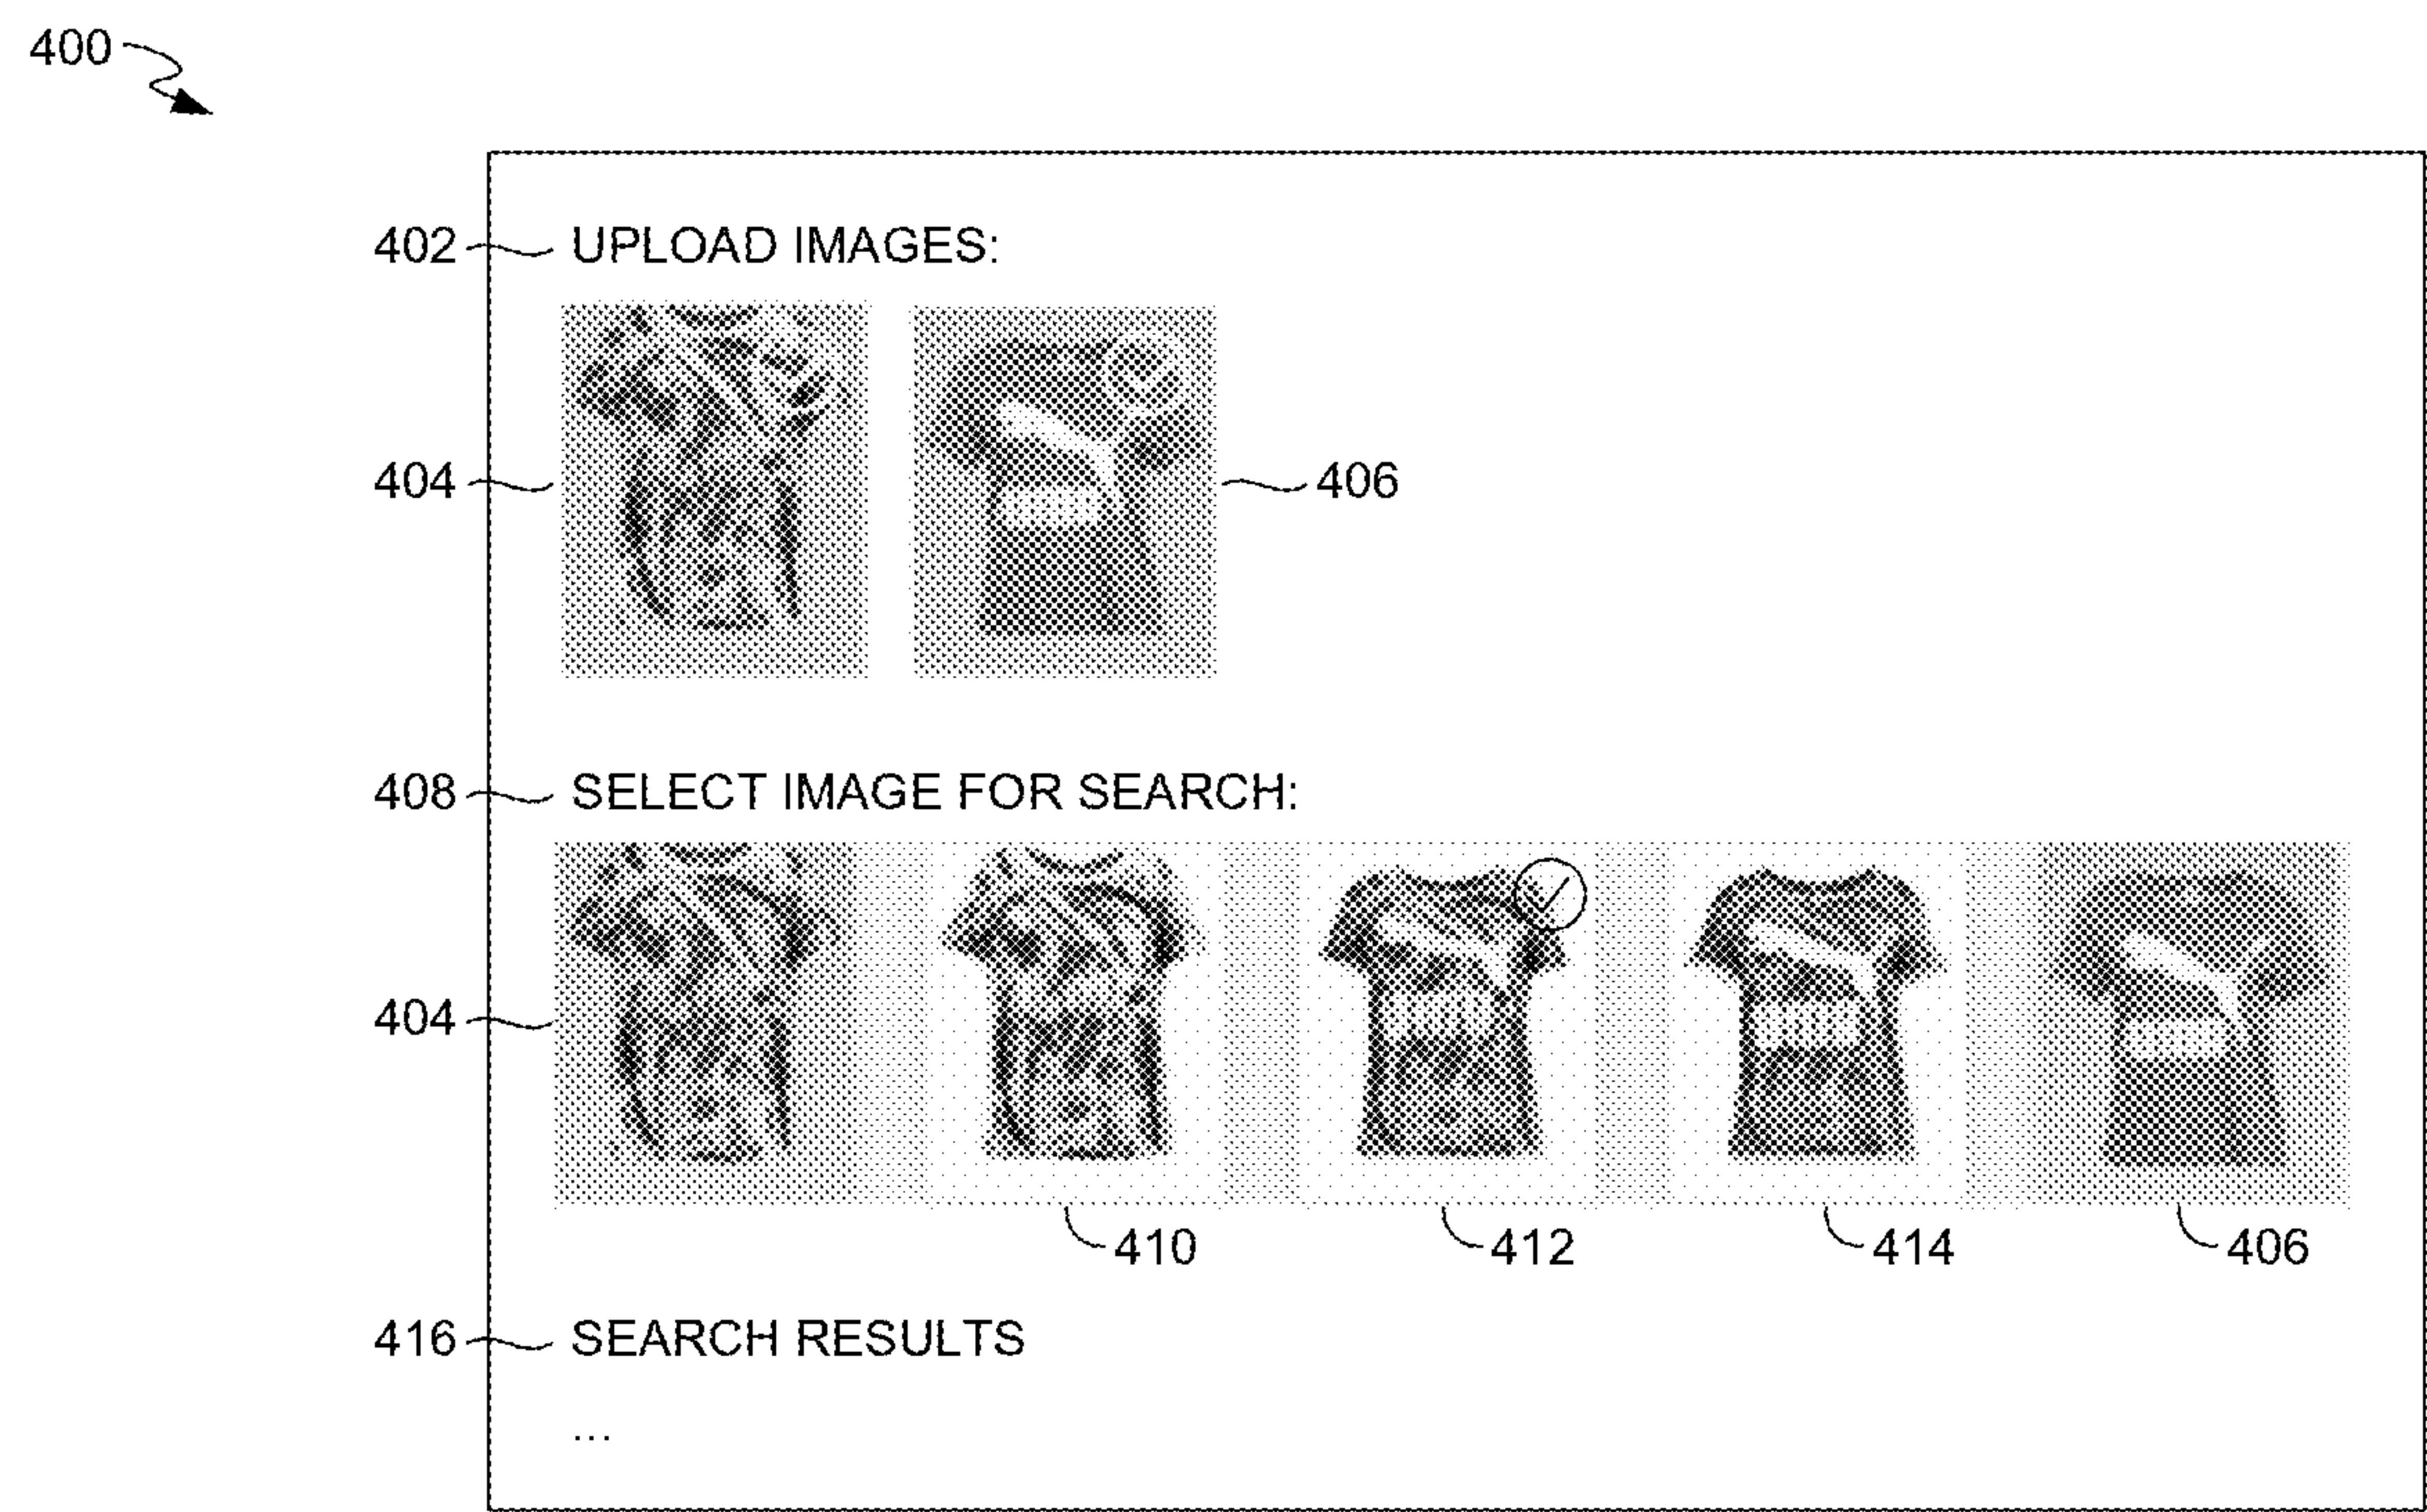 400
402 UPLOAD IMAGES:
404 406
408 SELECT IMAGE FOR SEARCH:
404
410 412 414 406
416 SEARCH RESULTS
...